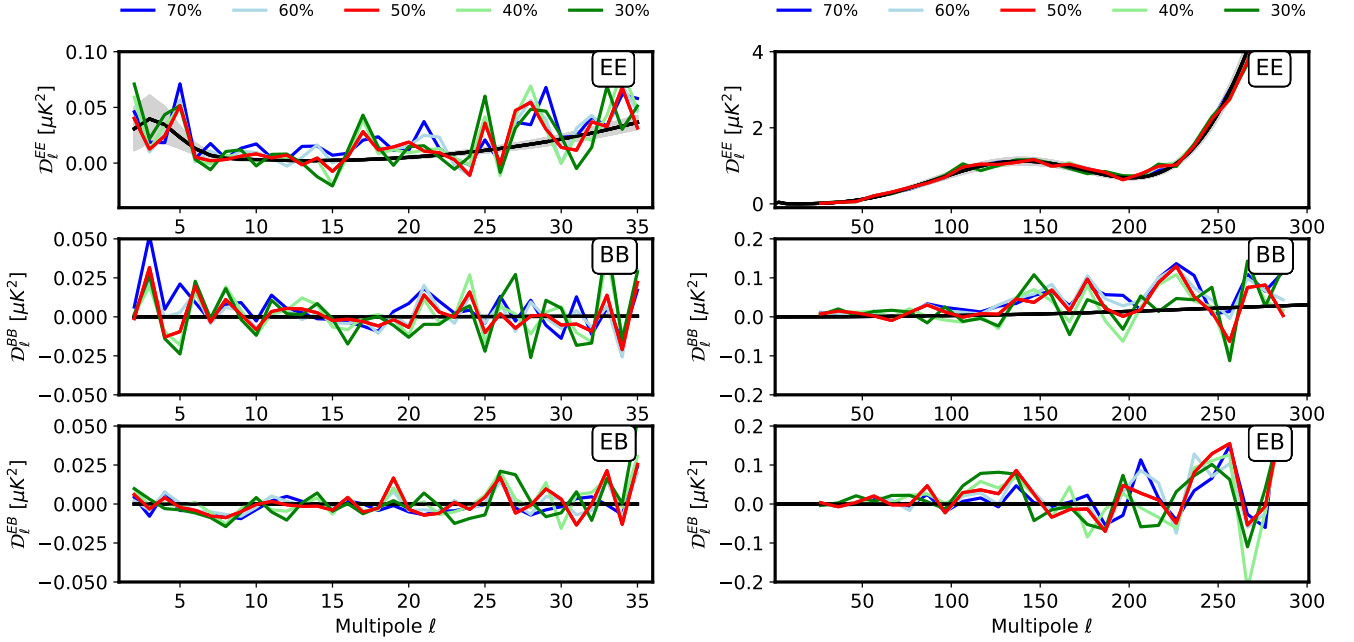 70% 60% 50% 40% 30%
70% 60% 50% 40% 30%
0.10
0.05
0.00
𝒟ℓ^EE [μK²]
EE
5 10 15 20 25 30 35
4
2
0
𝒟ℓ^EE [μK²]
EE
50 100 150 200 250 300
0.050
0.025
0.000
−0.025
−0.050
𝒟ℓ^BB [μK²]
BB
5 10 15 20 25 30 35
0.2
0.1
0.0
−0.1
−0.2
𝒟ℓ^BB [μK²]
BB
50 100 150 200 250 300
0.050
0.025
0.000
−0.025
−0.050
𝒟ℓ^EB [μK²]
EB
5 10 15 20 25 30 35
Multipole ℓ
0.2
0.1
0.0
−0.1
−0.2
𝒟ℓ^EB [μK²]
EB
50 100 150 200 250 300
Multipole ℓ